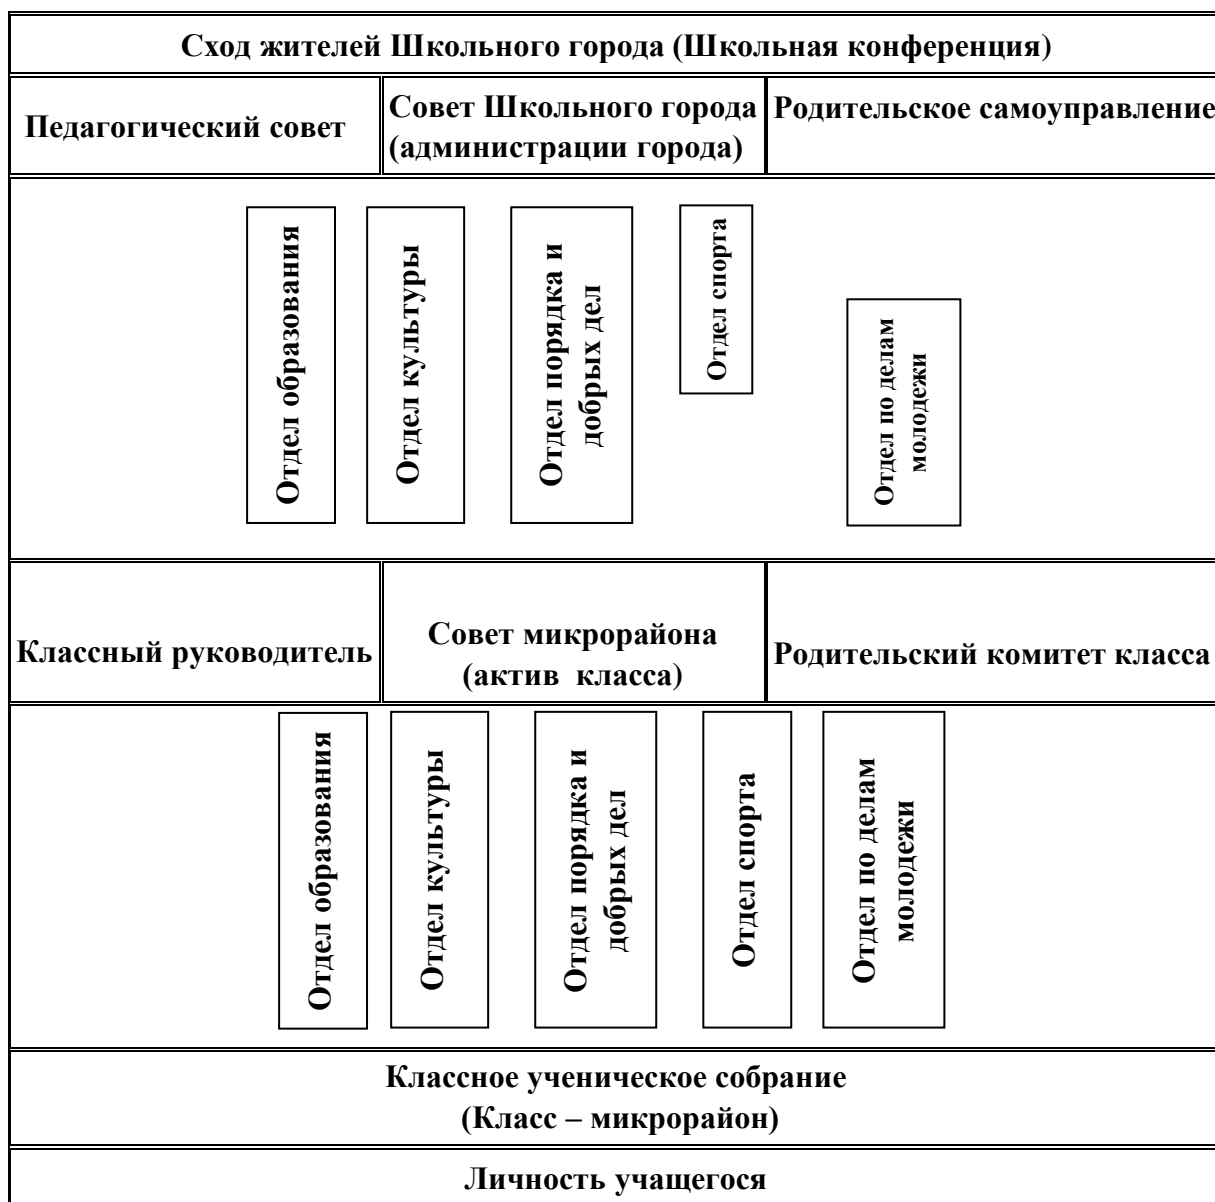 Сход жителей Школьного города (Школьная конференция)
Педагогический совет
Совет Школьного города
(администрации города)
Родительское самоуправление
Отдел образования
Отдел культуры
Отдел порядка и
добрых дел
Отдел спорта
Отдел по делам
молодежи
Классный руководитель
Совет микрорайона
(актив класса)
Родительский комитет класса
Отдел образования
Отдел культуры
Отдел порядка и
добрых дел
Отдел спорта
Отдел по делам
молодежи
Классное ученическое собрание
(Класс – микрорайон)
Личность учащегося